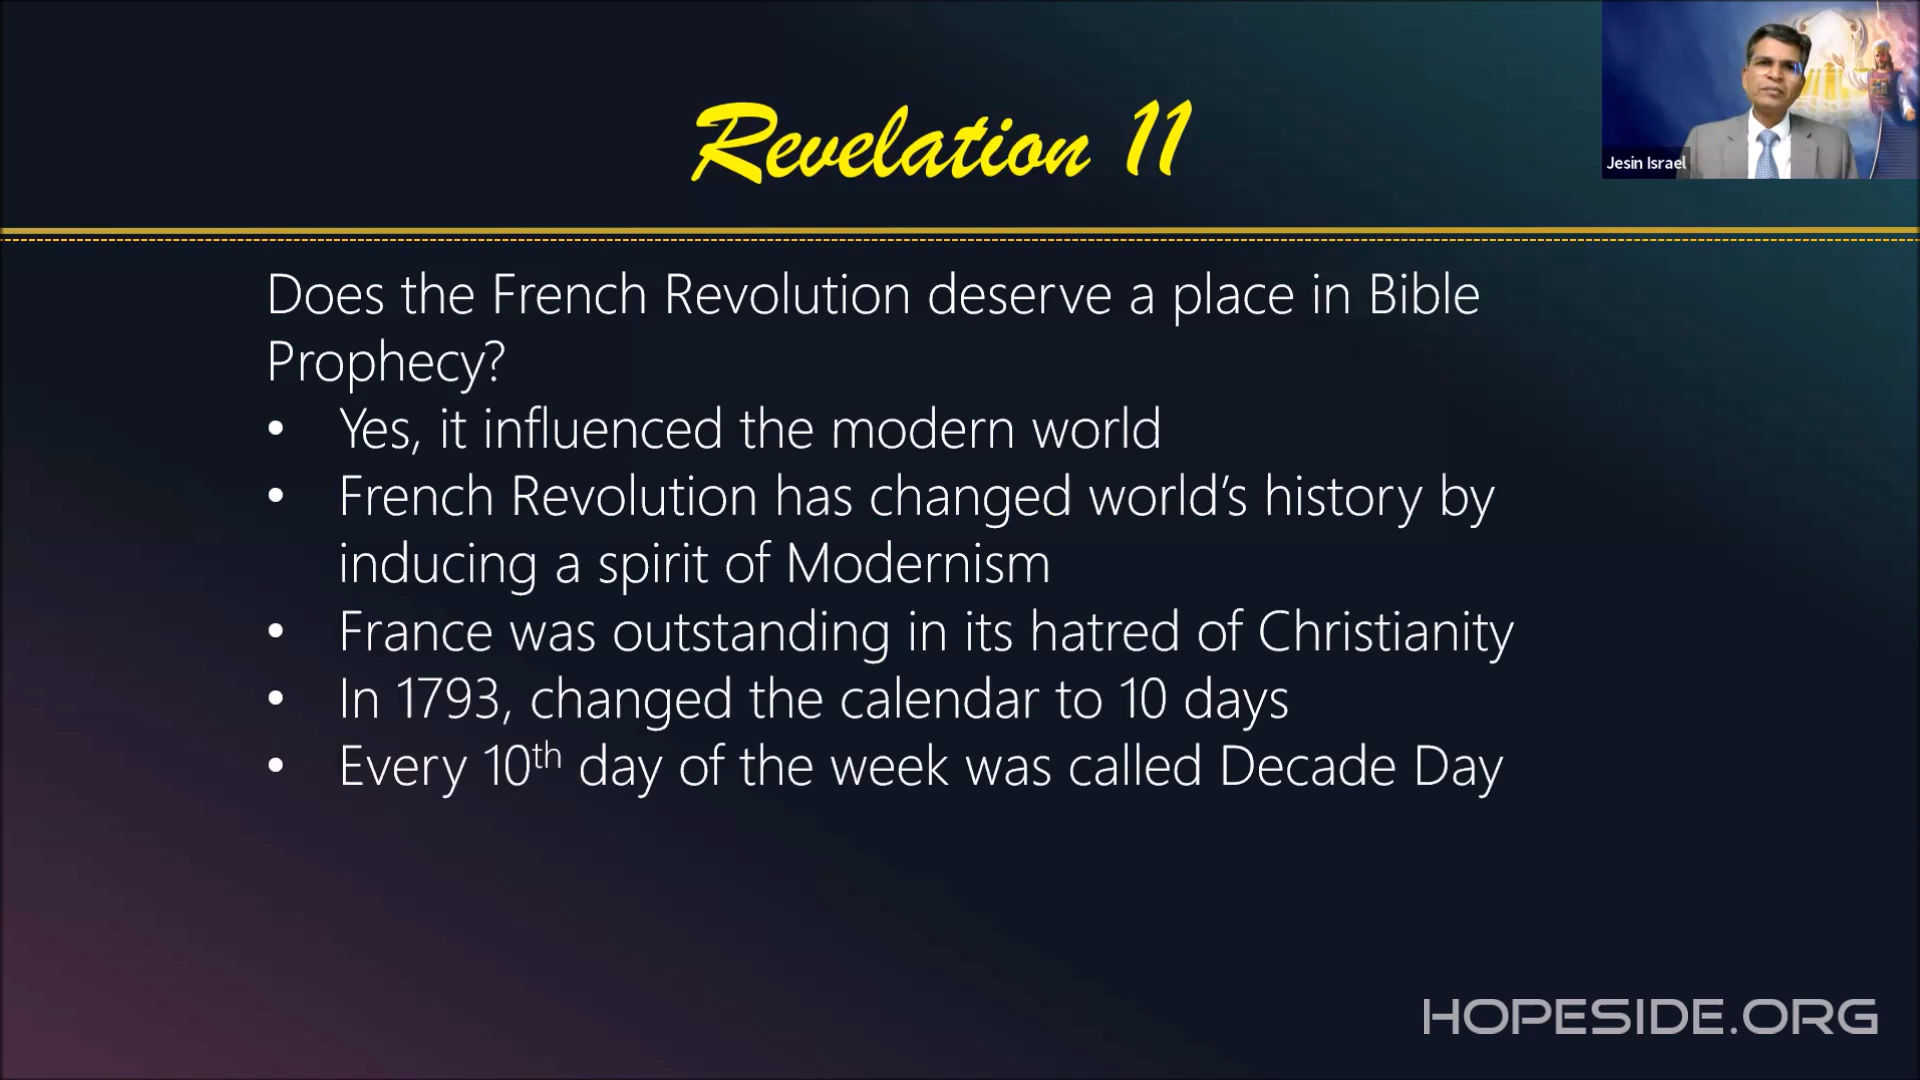 Revelation 11
Jesin Israel
Does the French Revolution deserve a place in Bible
Prophecy?
• Yes, it influenced the modern world
• French Revolution has changed world’s history by
inducing a spirit of Modernism
• France was outstanding in its hatred of Christianity
• In 1793, changed the calendar to 10 days
• Every 10th day of the week was called Decade Day
HOPESIDE.ORG